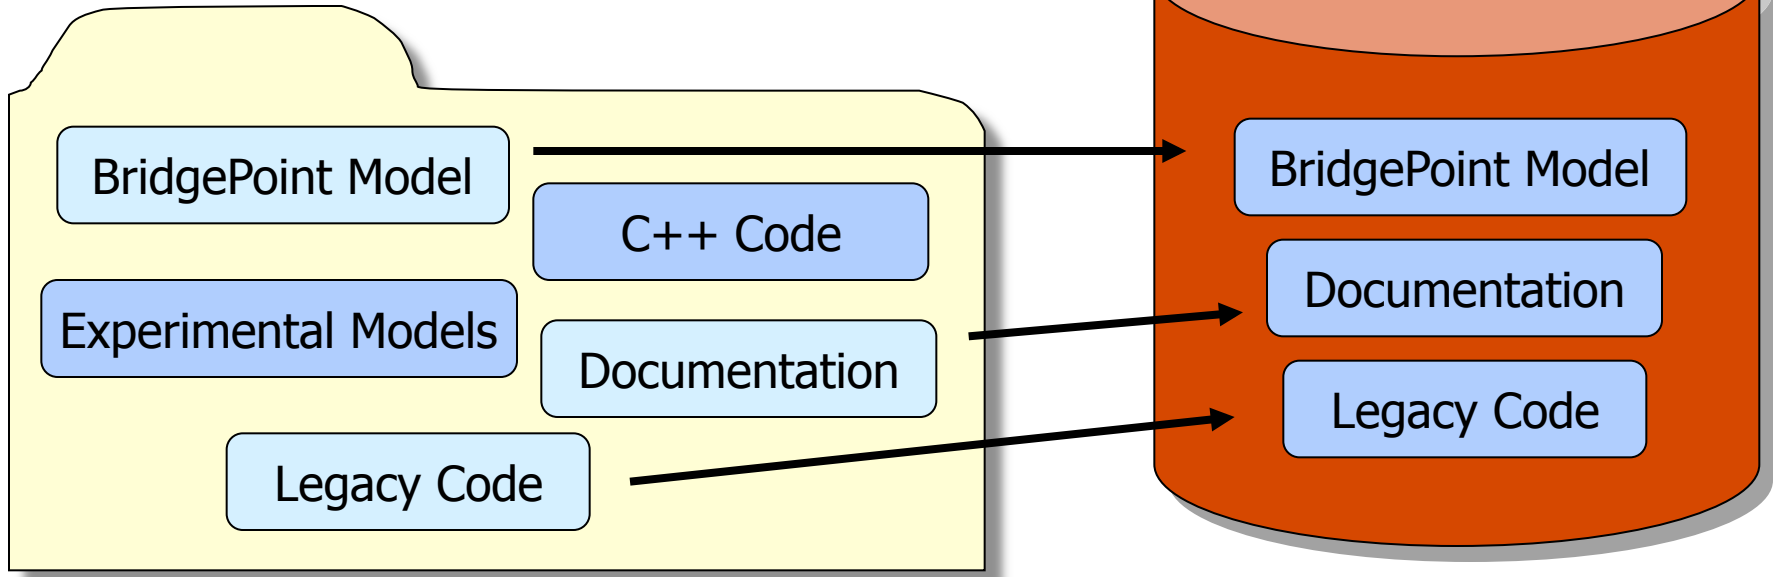 BridgePoint Model
C++ Code
Experimental Models
Documentation
Legacy Code
BridgePoint Model
Documentation
Legacy Code